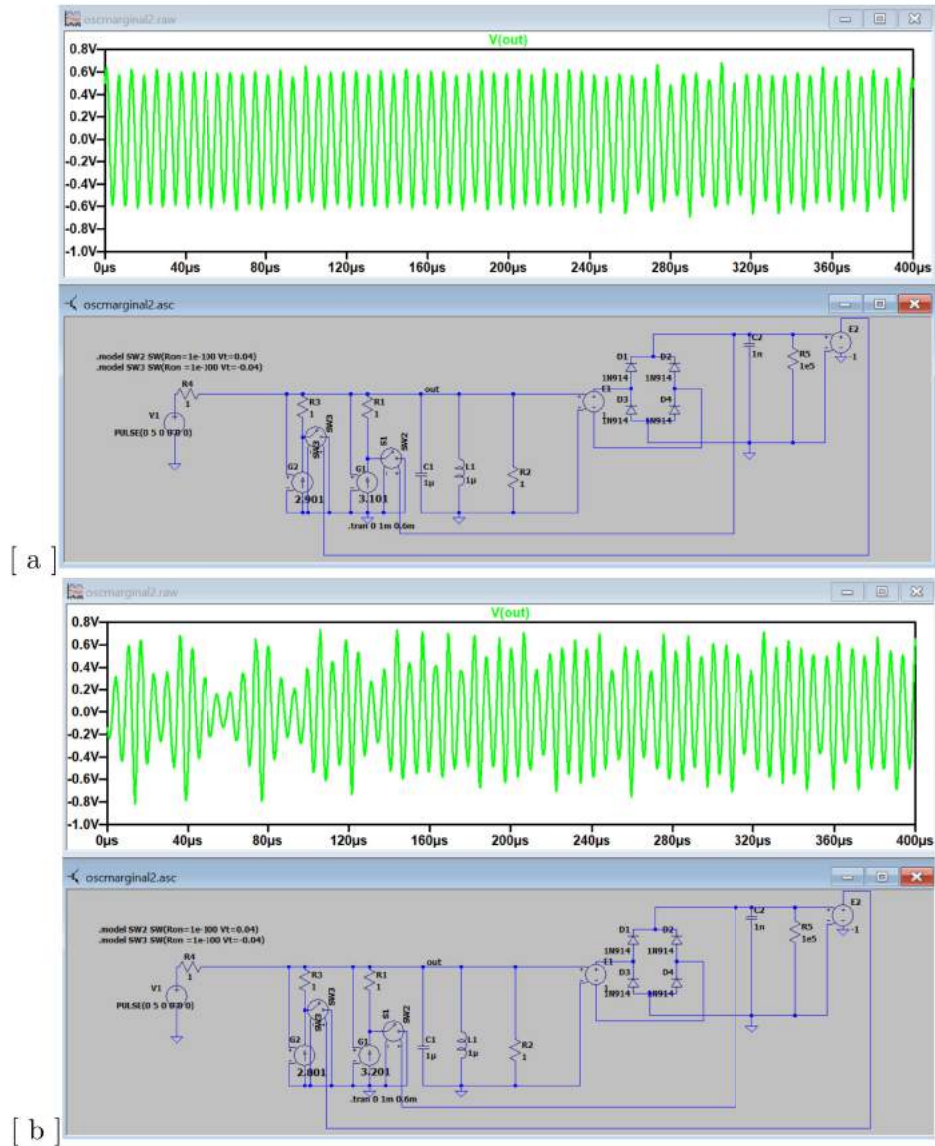 oscmarginal2.raw
V(out)
0.8V
0.6V
0.4V
0.2V
0.0V
-0.2V
-0.4V
-0.6V
-0.8V
-1.0V
0µs 40µs 80µs 120µs 160µs 200µs 240µs 280µs 320µs 360µs 400µs
oscmarginal2.asc
.model SW2 SW(Ron=1e-100 Vt=0.04)
.model SW3 SW(Ron =1e-100 Vt=-0.04)
R4
1
V1
PULSE(0 5 0 0 0 0)
R3
1
SW3
SW3
G2
2.901
R1
1
S1
SW2
G1
3.101
.tran 0 1m 0.6m
out
C1
1µ
L1
1µ
R2
1
E1
1
D1
1N914
D2
1N914
D3
1N914
D4
1N914
C2
1n
R5
1e5
E2
-1
[ a ]
oscmarginal2.raw
V(out)
0.8V
0.6V
0.4V
0.2V
0.0V
-0.2V
-0.4V
-0.6V
-0.8V
-1.0V
0µs 40µs 80µs 120µs 160µs 200µs 240µs 280µs 320µs 360µs 400µs
oscmarginal2.asc
.model SW2 SW(Ron=1e-100 Vt=0.04)
.model SW3 SW(Ron =1e-100 Vt=-0.04)
R4
1
V1
PULSE(0 5 0 0 0 0)
R3
1
SW3
SW3
G2
2.801
R1
1
S1
SW2
G1
3.201
.tran 0 1m 0.6m
out
C1
1µ
L1
1µ
R2
1
E1
1
D1
1N914
D2
1N914
D3
1N914
D4
1N914
C2
1n
R5
1e5
E2
-1
[ b ]